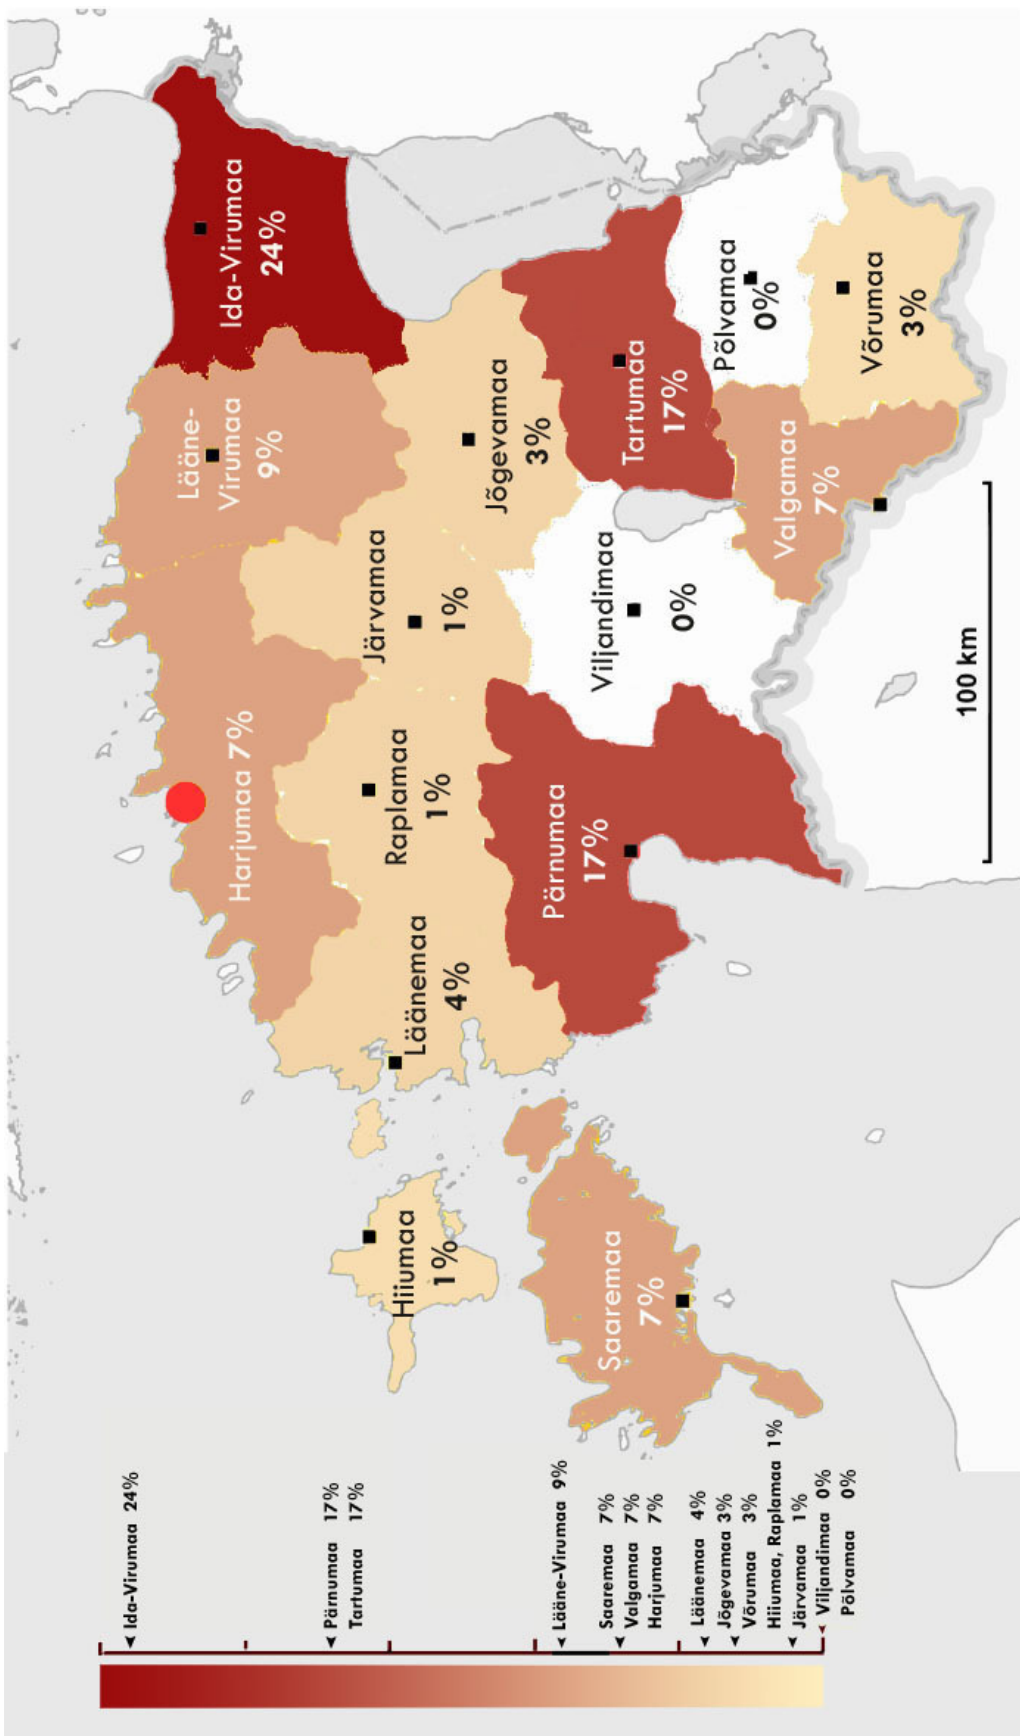 Ida-Virumaa 24%
Pärnumaa 17%
Tartumaa 17%
Lääne-Virumaa 9%
Saaremaa 7%
Valgamaa 7%
Harjumaa 7%
Läänemaa 4%
Jõgevamaa 3%
Võrumaa 3%
Hiiumaa, Raplamaa 1%
Järvamaa 1%
Viljandimaa 0%
Põlvamaa 0%
Lääne-
Virumaa
9%
Ida-Virumaa
24%
Harjumaa 7%
Järvamaa
1%
Hiiumaa
1%
Läänemaa
4%
Raplamaa
1%
Jõgevamaa
3%
Saaremaa
7%
Pärnumaa
17%
Viljandimaa
0%
Tartumaa
17%
Põlvamaa
0%
Valgamaa
7%
Võrumaa
3%
100 km